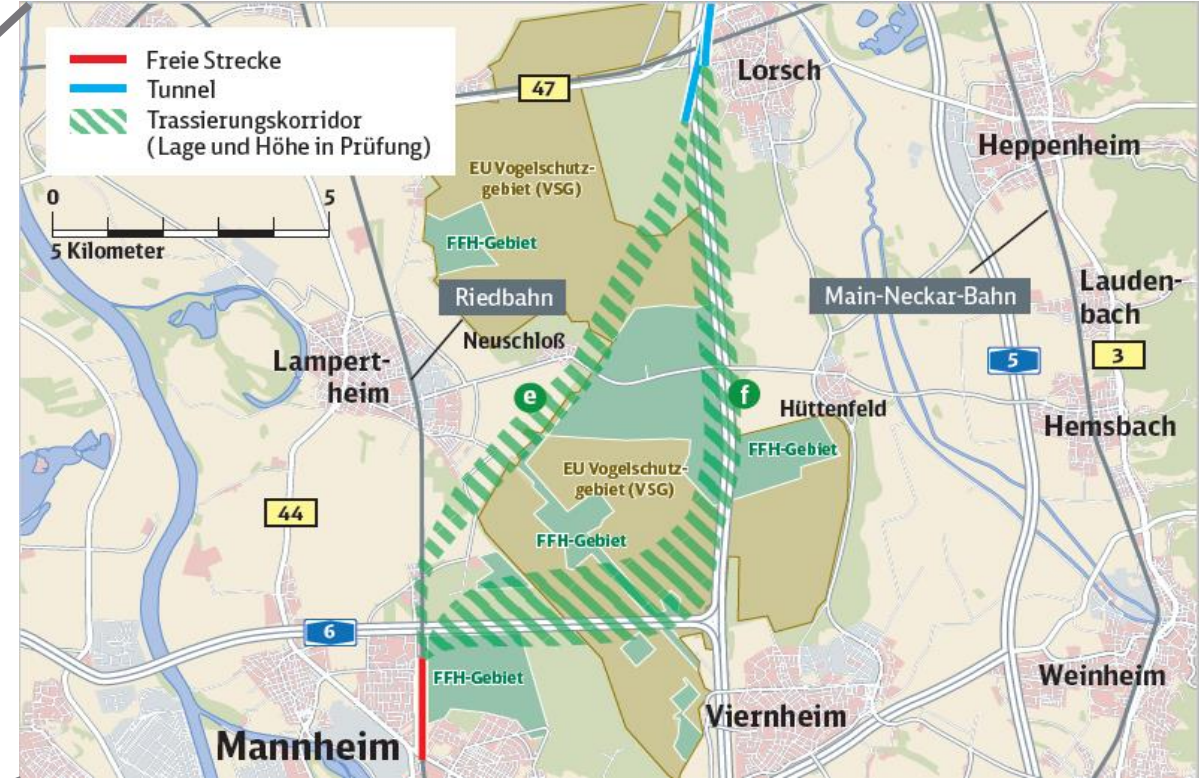 Freie Strecke
Tunnel
Trassierungskorridor
(Lage und Höhe in Prüfung)
0
5
5 Kilometer
47
Lorsch
Heppenheim
EU Vogelschutz-
gebiet (VSG)
FFH-Gebiet
Riedbahn
Main-Neckar-Bahn
Lauden-
bach
Neuschloß
Lampert-
heim
3
5
e
f
Hüttenfeld
Hemsbach
FFH-Gebiet
EU Vogelschutz-
gebiet (VSG)
44
FFH-Gebiet
6
FFH-Gebiet
Weinheim
Viernheim
Mannheim